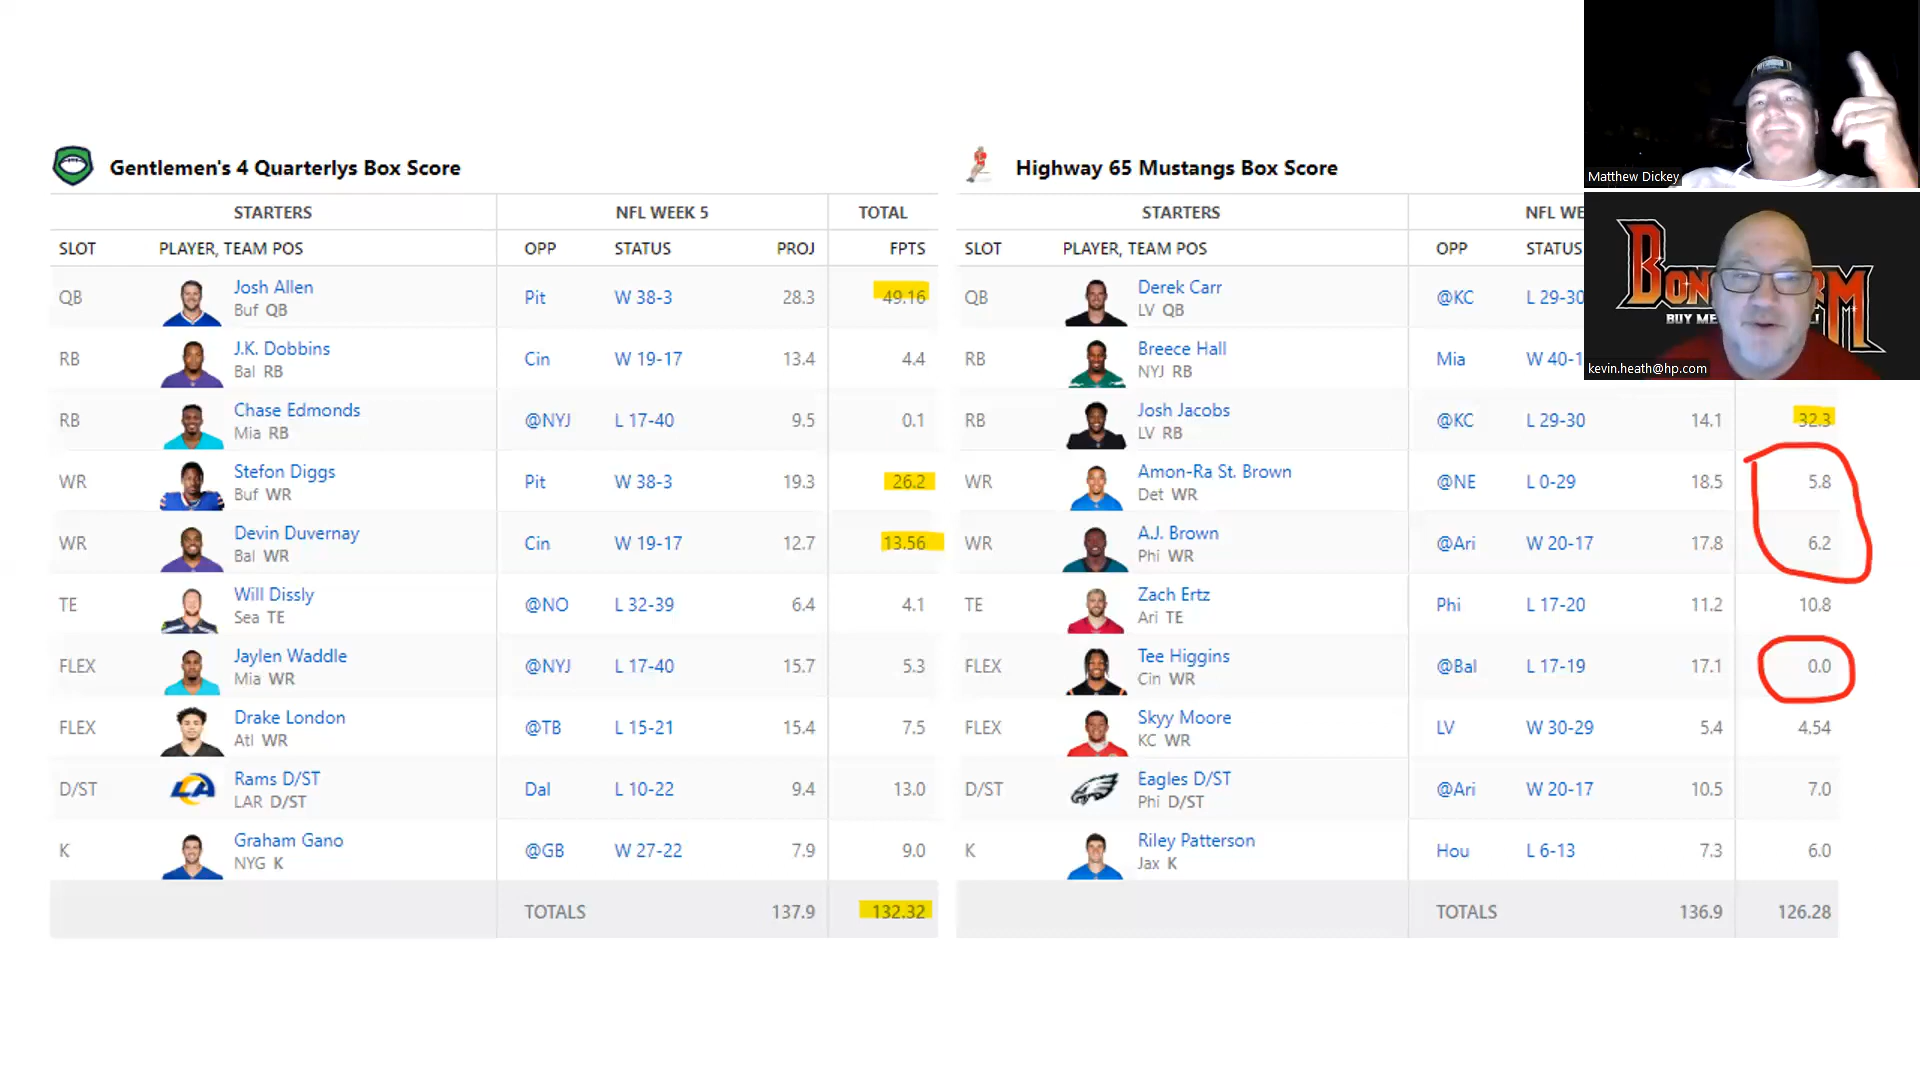 Gentlemen's 4 Quarterlys Box Score
STARTERS NFL WEEK 5 TOTAL
SLOT PLAYER, TEAM POS OPP STATUS PROJ FPTS
QB Josh Allen Buf QB Pit W 38-3 28.3 49.16
RB J.K. Dobbins Bal RB Cin W 19-17 13.4 4.4
RB Chase Edmonds Mia RB @NYJ L 17-40 9.5 0.1
WR Stefon Diggs Buf WR Pit W 38-3 19.3 26.2
WR Devin Duvernay Bal WR Cin W 19-17 12.7 13.56
TE Will Dissly Sea TE @NO L 32-39 6.4 4.1
FLEX Jaylen Waddle Mia WR @NYJ L 17-40 15.7 5.3
FLEX Drake London Atl WR @TB L 15-21 15.4 7.5
D/ST Rams D/ST LAR D/ST Dal L 10-22 9.4 13.0
K Graham Gano NYG K @GB W 27-22 7.9 9.0
TOTALS 137.9 132.32
Highway 65 Mustangs Box Score
STARTERS NFL WE
SLOT PLAYER, TEAM POS OPP STATUS
QB Derek Carr LV QB @KC L 29-30
RB Breece Hall NYJ RB Mia W 40-1
RB Josh Jacobs LV RB @KC L 29-30 14.1 32.3
WR Amon-Ra St. Brown Det WR @NE L 0-29 18.5 5.8
WR A.J. Brown Phi WR @Ari W 20-17 17.8 6.2
TE Zach Ertz Ari TE Phi L 17-20 11.2 10.8
FLEX Tee Higgins Cin WR @Bal L 17-19 17.1 0.0
FLEX Skyy Moore KC WR LV W 30-29 5.4 4.54
D/ST Eagles D/ST Phi D/ST @Ari W 20-17 10.5 7.0
K Riley Patterson Jax K Hou L 6-13 7.3 6.0
TOTALS 136.9 126.28
Matthew Dickey
BUY ME
kevin.heath@hp.com